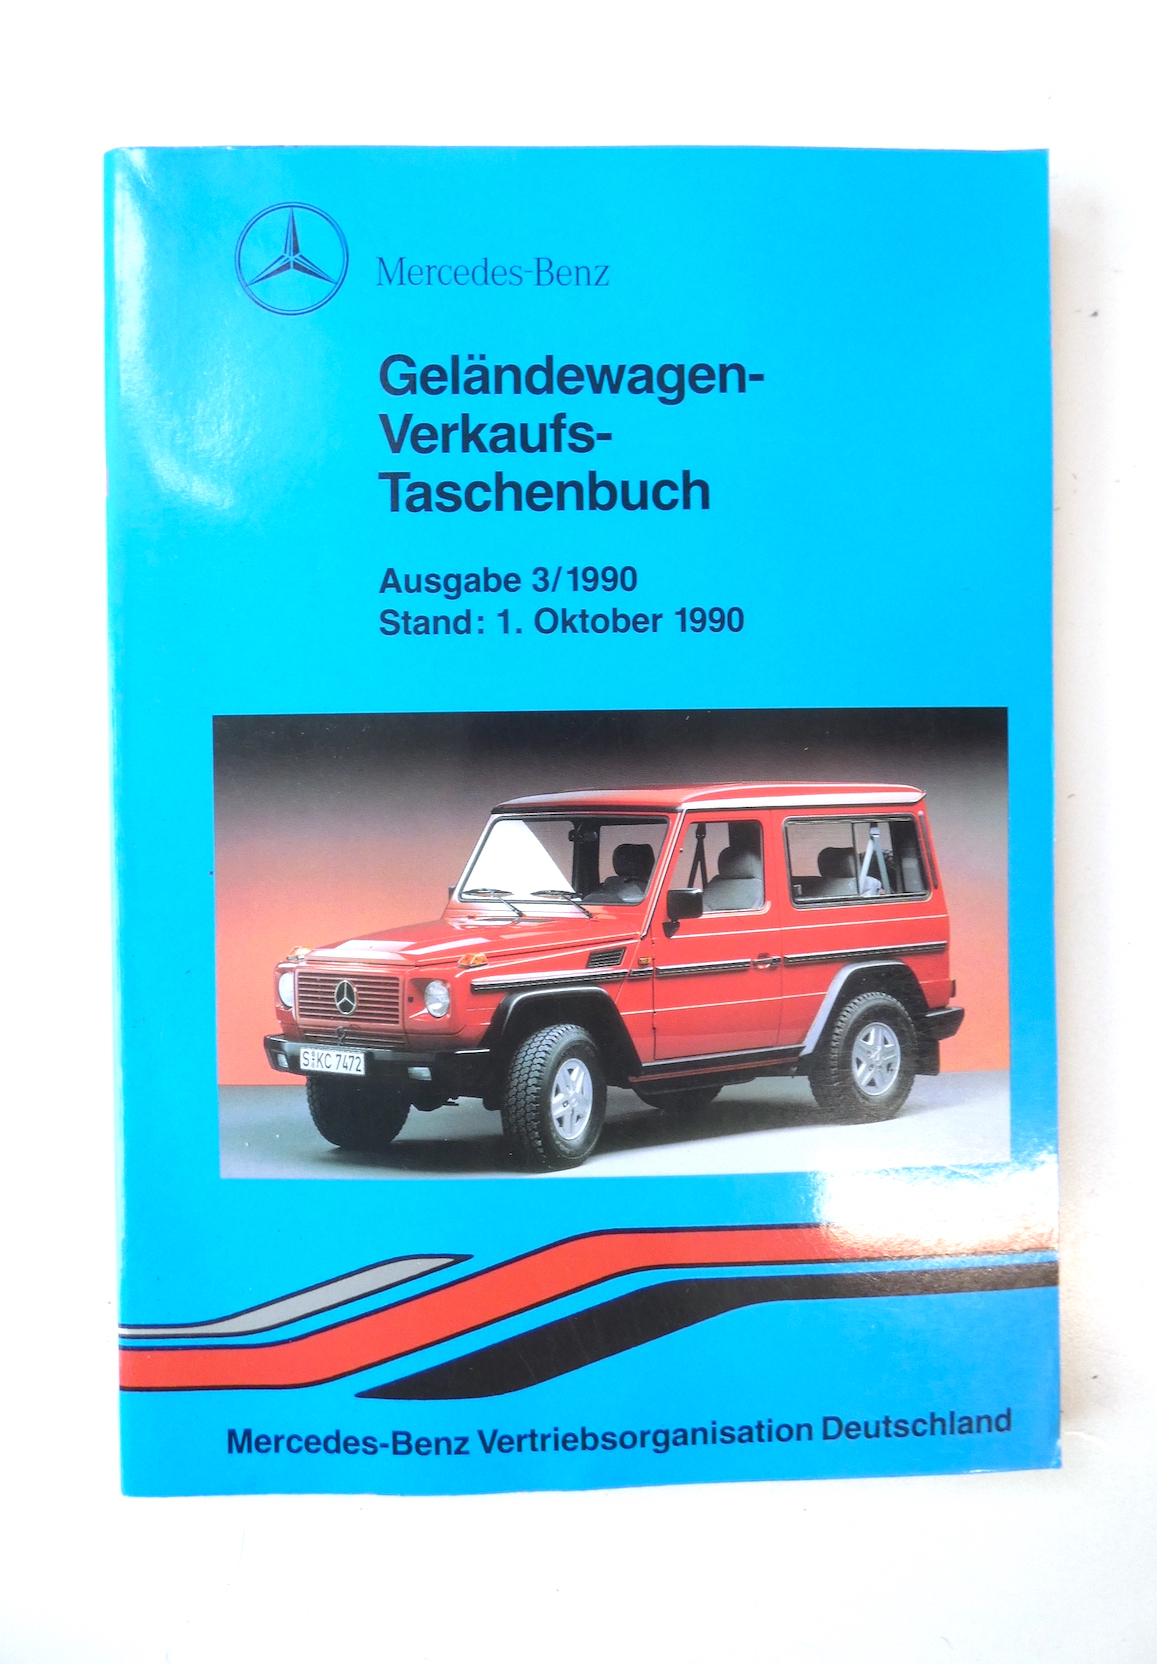 Mercedes-Benz
Geländewagen-
Verkaufs-
Taschenbuch
Ausgabe 3/1990
Stand: 1. Oktober 1990
S KC 7472
Mercedes-Benz Vertriebsorganisation Deutschland